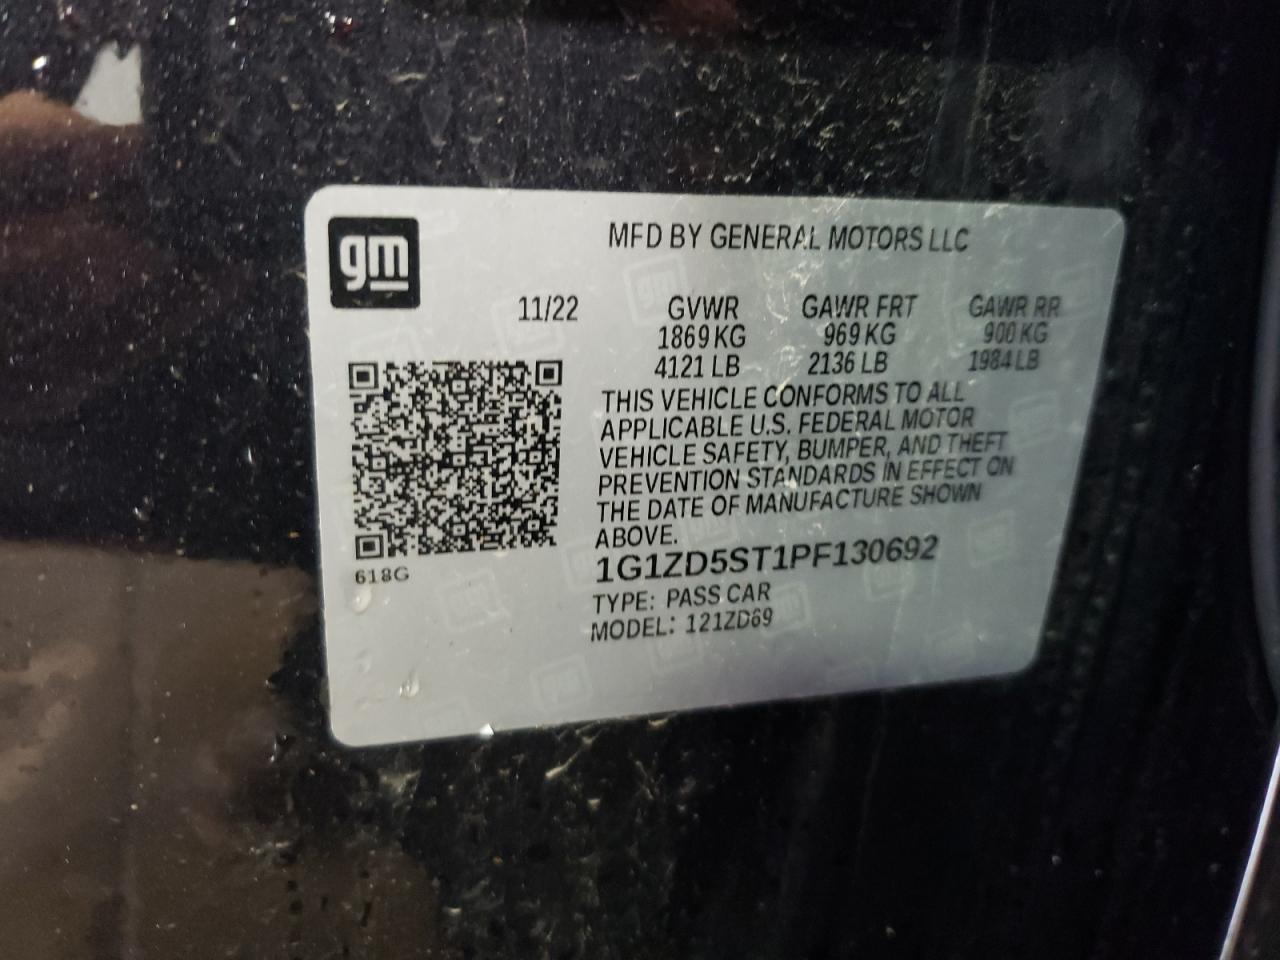 gm
MFD BY GENERAL MOTORS LLC
11/22 GVWR GAWR FRT GAWR RR
1869 KG 969 KG 900 KG
4121 LB 2136 LB 1984 LB
THIS VEHICLE CONFORMS TO ALL
APPLICABLE U.S. FEDERAL MOTOR
VEHICLE SAFETY, BUMPER, AND THEFT
PREVENTION STANDARDS IN EFFECT ON
THE DATE OF MANUFACTURE SHOWN
ABOVE.
1G1ZD5ST1PF130692
618G
TYPE: PASS CAR
MODEL: 121ZD69